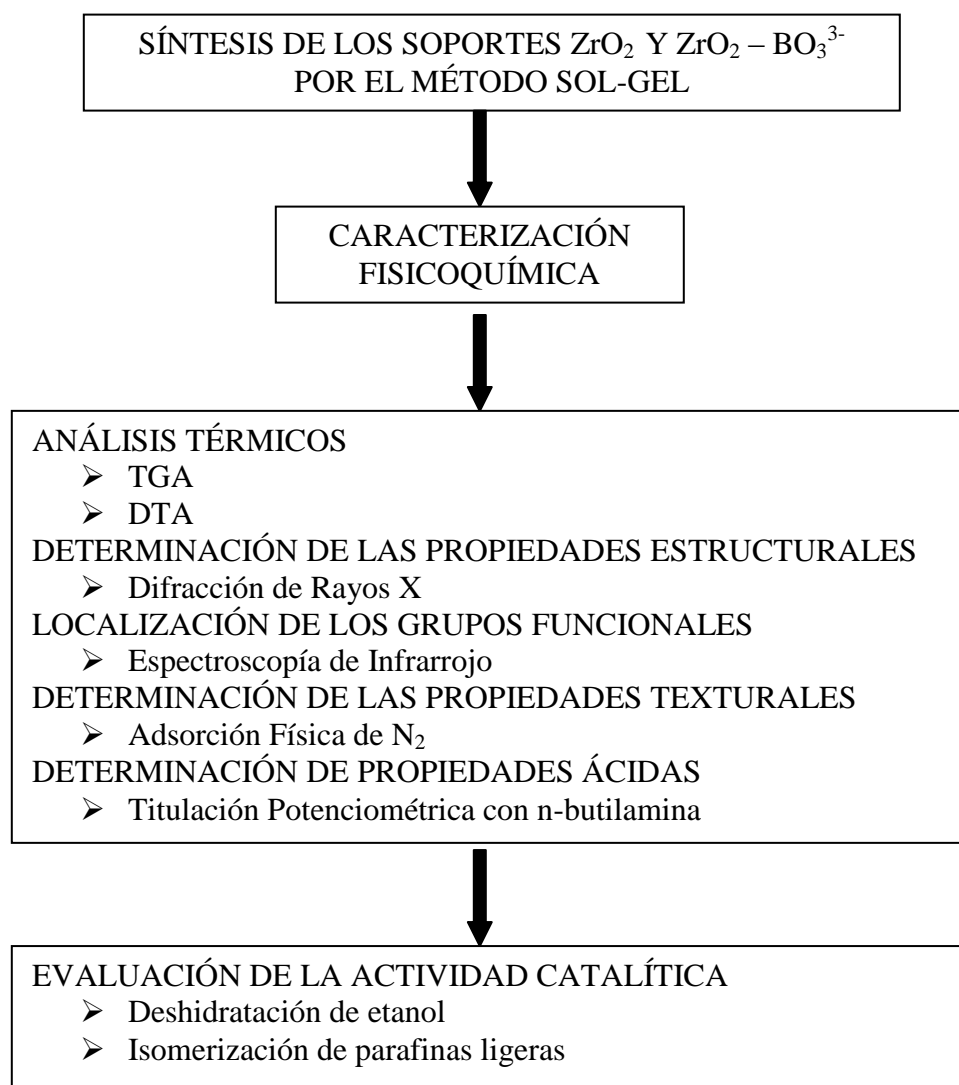 SÍNTESIS DE LOS SOPORTES ZrO₂ Y ZrO₂ – BO₃³⁻
POR EL MÉTODO SOL-GEL
CARACTERIZACIÓN
FISICOQUÍMICA
ANÁLISIS TÉRMICOS
➢ TGA
➢ DTA
DETERMINACIÓN DE LAS PROPIEDADES ESTRUCTURALES
➢ Difracción de Rayos X
LOCALIZACIÓN DE LOS GRUPOS FUNCIONALES
➢ Espectroscopía de Infrarrojo
DETERMINACIÓN DE LAS PROPIEDADES TEXTURALES
➢ Adsorción Física de N₂
DETERMINACIÓN DE PROPIEDADES ÁCIDAS
➢ Titulación Potenciométrica con n-butilamina
EVALUACIÓN DE LA ACTIVIDAD CATALÍTICA
➢ Deshidratación de etanol
➢ Isomerización de parafinas ligeras